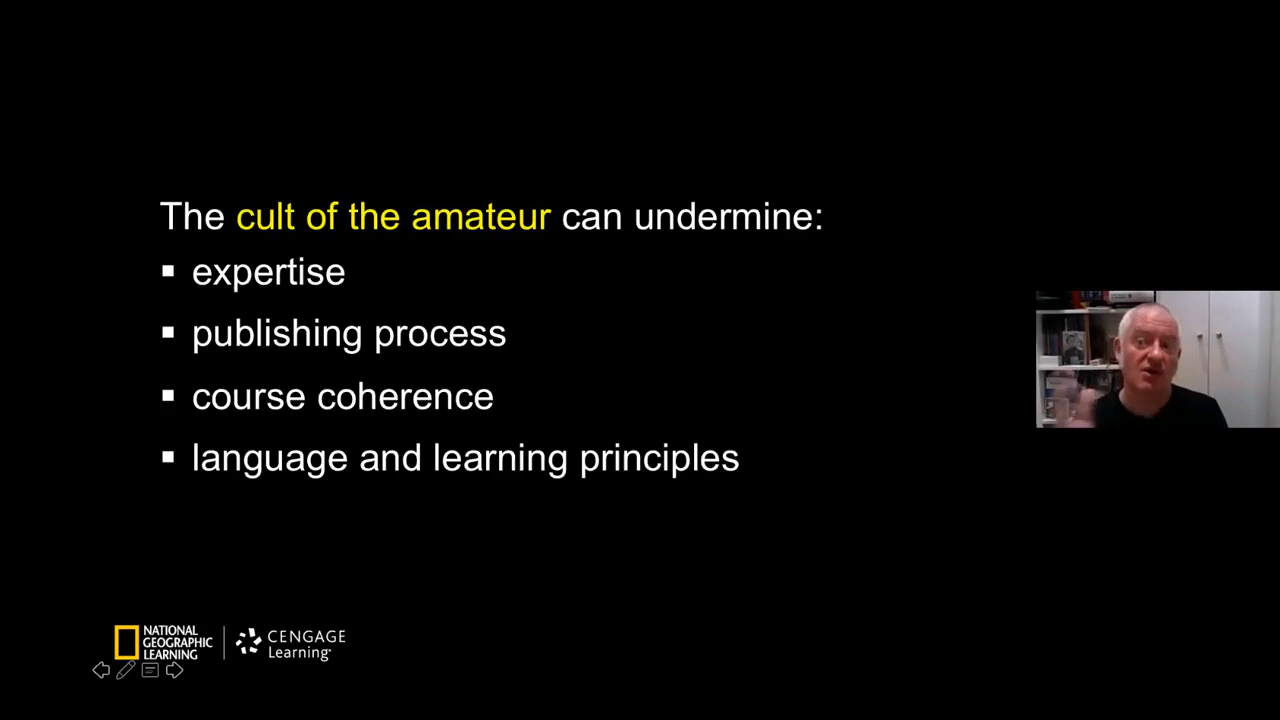 The cult of the amateur can undermine:
▪ expertise
▪ publishing process
▪ course coherence
▪ language and learning principles
NATIONAL
GEOGRAPHIC
LEARNING
CENGAGE
Learning